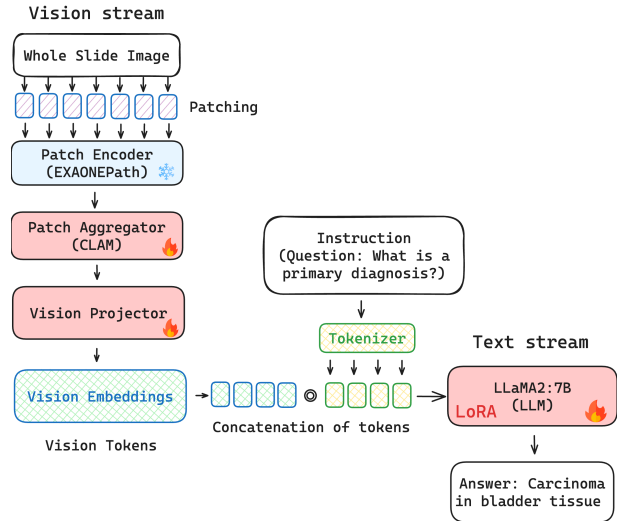 Vision stream
Whole Slide Image
Patching
Patch Encoder
(EXAONEPath)
Patch Aggregator
(CLAM)
Vision Projector
Vision Embeddings
Vision Tokens
Instruction
(Question: What is a
primary diagnosis?)
Tokenizer
Concatenation of tokens
Text stream
LLaMA2:7B
(LLM)
LoRA
Answer: Carcinoma
in bladder tissue